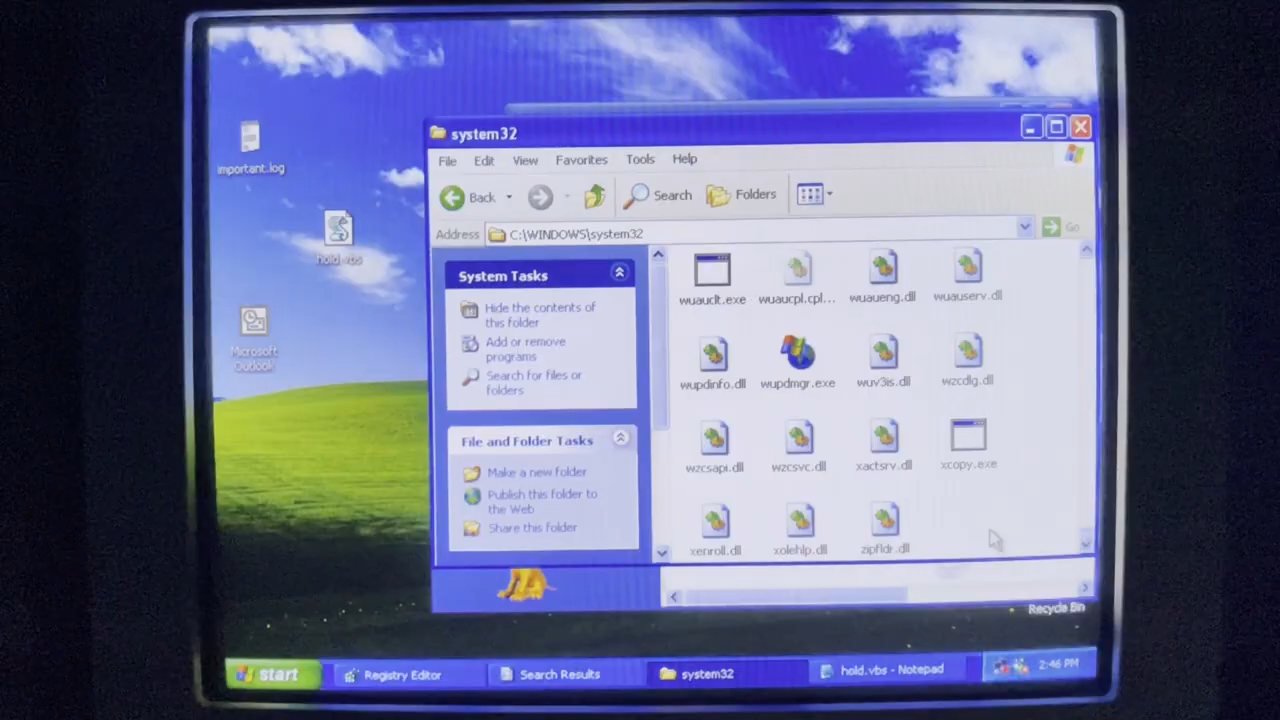 important.log
hold.vbs
Microsoft
Outlook
system32
File Edit View Favorites Tools Help
Back Search Folders
Address C:\WINDOWS\system32 Go
System Tasks
Hide the contents of
this folder
Add or remove
programs
Search for files or
folders
File and Folder Tasks
Make a new folder
Publish this folder to
the Web
Share this folder
wuauclt.exe wuaucpl.cpl... wuaueng.dll wuauserv.dll
wupdinfo.dll wupdmgr.exe wuv3is.dll wzcdlg.dll
wzcsapi.dll wzcsvc.dll xactsrv.dll xcopy.exe
xenroll.dll xolehlp.dll zipfldr.dll
Recycle Bin
start Registry Editor Search Results system32 hold.vbs - Notepad 2:46 PM